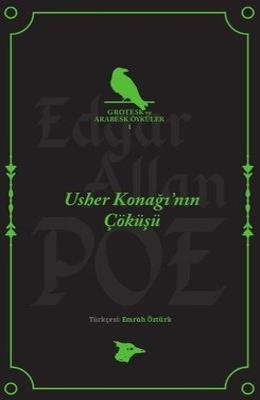 GROTESK ve
ARABESK ÖYKÜLER
1
Edgar
Allan
POE
Usher Konağı'nın
Çöküşü
Türkçesi: Emrah Öztürk